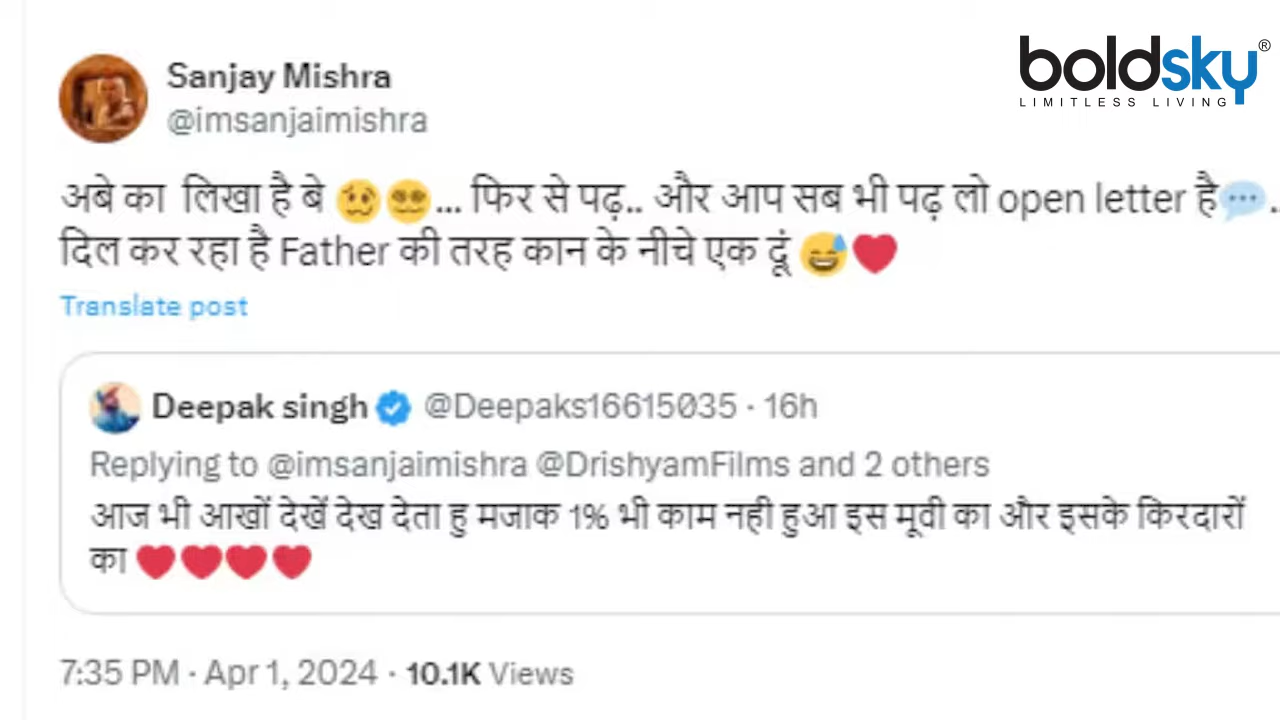 boldsky®
LIMITLESS LIVING
Sanjay Mishra
@imsanjaimishra
अबे का लिखा है बे 🥴😵‍💫... फिर से पढ़.. और आप सब भी पढ़ लो open letter है💬..
दिल कर रहा है Father की तरह कान के नीचे एक दूं 😅❤️
Translate post
Deepak singh @Deepaks16615035 · 16h
Replying to @imsanjaimishra @DrishyamFilms and 2 others
आज भी आखों देखें देख देता हु मजाक 1% भी काम नही हुआ इस मूवी का और इसके किरदारों
का ❤️❤️❤️❤️
7:35 PM · Apr 1, 2024 · 10.1K Views